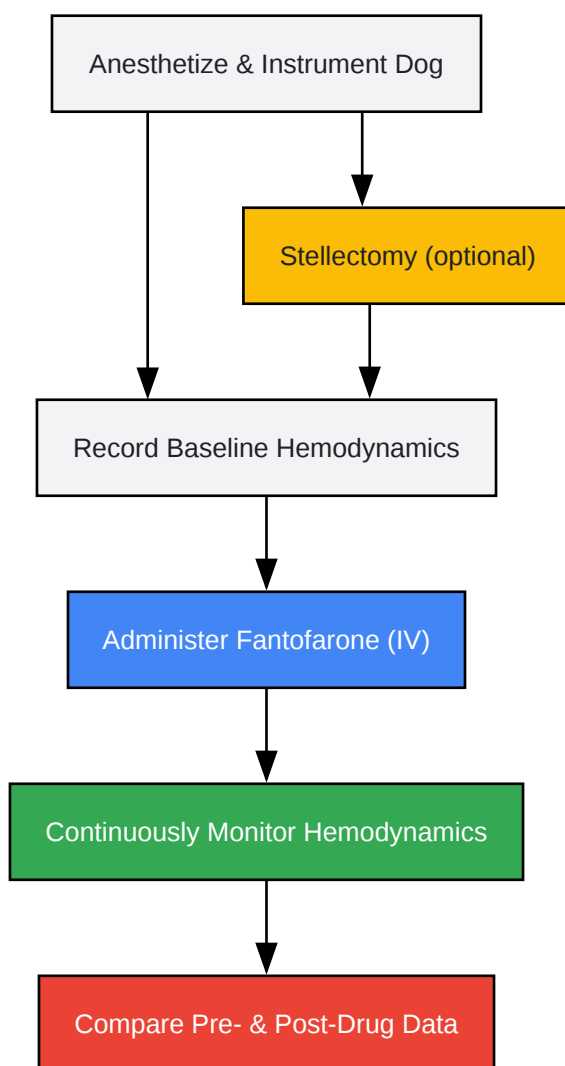 Anesthetize & Instrument Dog
Stellectomy (optional)
Record Baseline Hemodynamics
Administer Fantofarone (IV)
Continuously Monitor Hemodynamics
Compare Pre- & Post-Drug Data